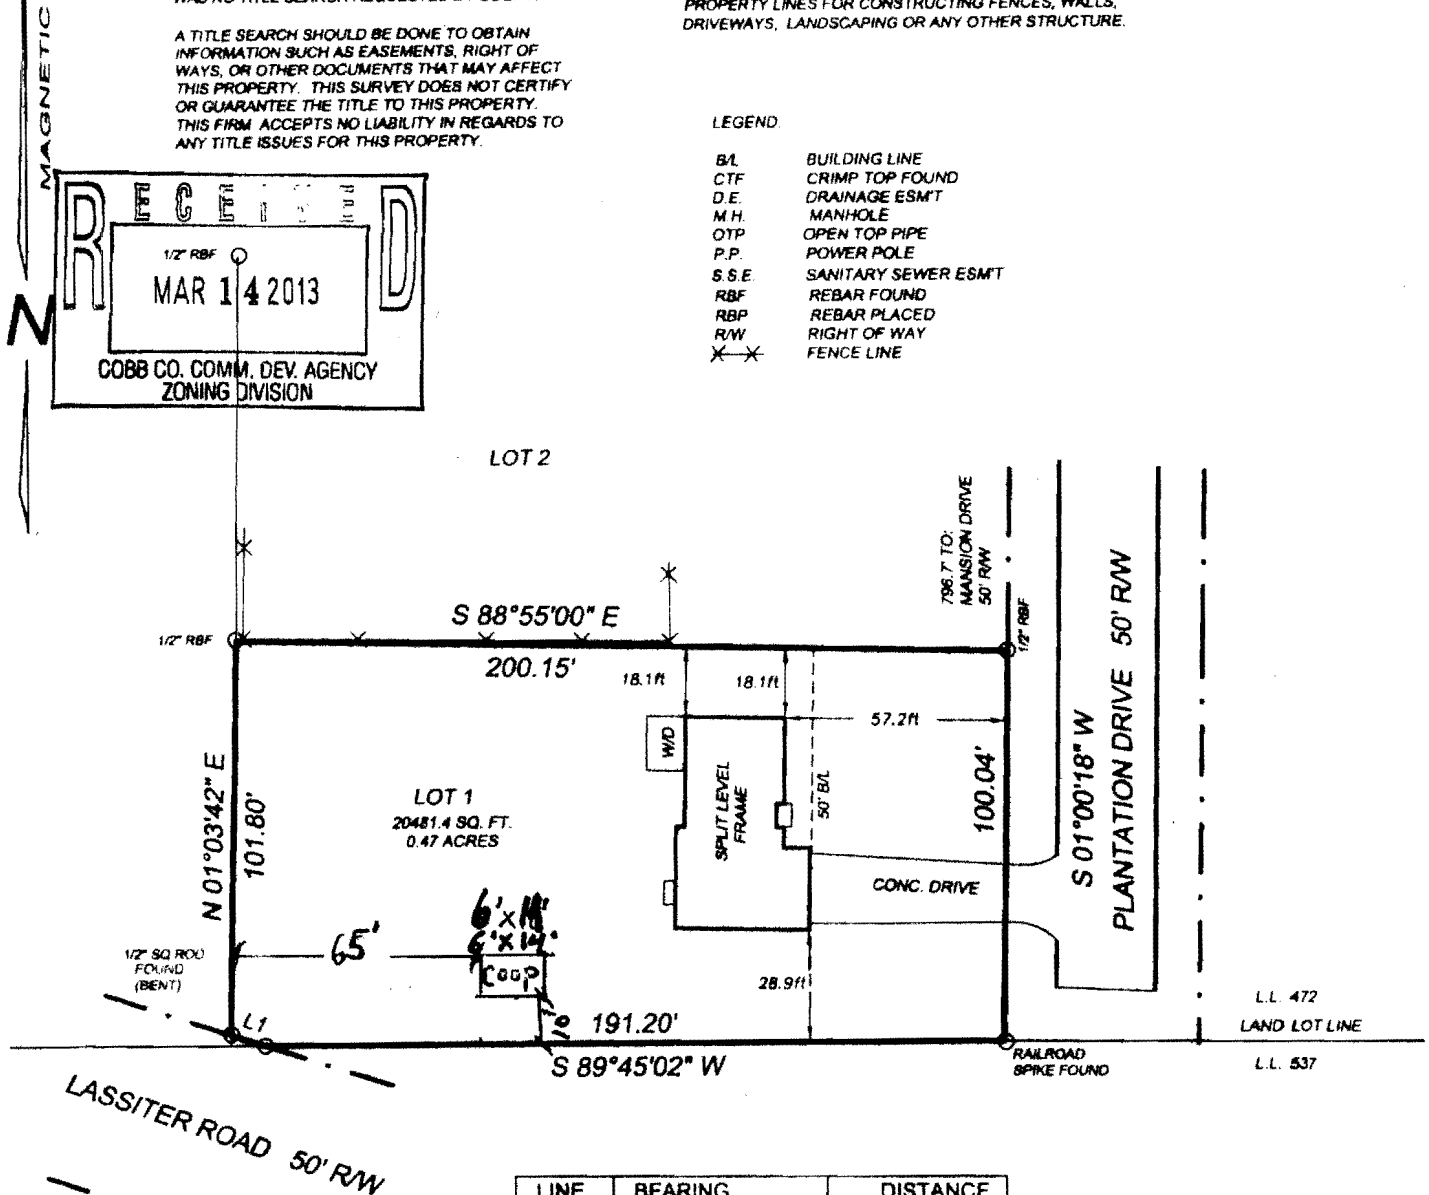 MAGNETIC
A TITLE SEARCH SHOULD BE DONE TO OBTAIN
INFORMATION SUCH AS EASEMENTS, RIGHT OF
WAYS, OR OTHER DOCUMENTS THAT MAY AFFECT
THIS PROPERTY. THIS SURVEY DOES NOT CERTIFY
OR GUARANTEE THE TITLE TO THIS PROPERTY.
THIS FIRM ACCEPTS NO LIABILITY IN REGARDS TO
ANY TITLE ISSUES FOR THIS PROPERTY.
PROPERTY LINES FOR CONSTRUCTING FENCES, WALLS,
DRIVEWAYS, LANDSCAPING OR ANY OTHER STRUCTURE.
LEGEND
B/L BUILDING LINE
CTF CRIMP TOP FOUND
D.E. DRAINAGE ESM'T
M.H. MANHOLE
OTP OPEN TOP PIPE
P.P. POWER POLE
S.S.E. SANITARY SEWER ESM'T
RBF REBAR FOUND
RBP REBAR PLACED
R/W RIGHT OF WAY
FENCE LINE
N
RECEIVED
1/2" RBF
MAR 14 2013
COBB CO. COMM. DEV. AGENCY
ZONING DIVISION
LOT 2
796.7' TO:
MANSION DRIVE
50' R/W
1/2" RBF
S 88°55'00" E
200.15'
1/2" RBF
18.1ft
18.1ft
57.2ft
W/D
SPLIT LEVEL
FRAME
50' B/L
100.04'
S 01°00'18" W
PLANTATION DRIVE 50' R/W
N 01°03'42" E
101.80'
LOT 1
20481.4 SQ. FT.
0.47 ACRES
CONC. DRIVE
6'x14'
65'
COOP
10'
1/2" SQ ROD
FOUND
(BENT)
28.9ft
L1
191.20'
S 89°45'02" W
L.L. 472
LAND LOT LINE
L.L. 537
RAILROAD
SPIKE FOUND
LASSITER ROAD 50' R/W
LINE BEARING DISTANCE